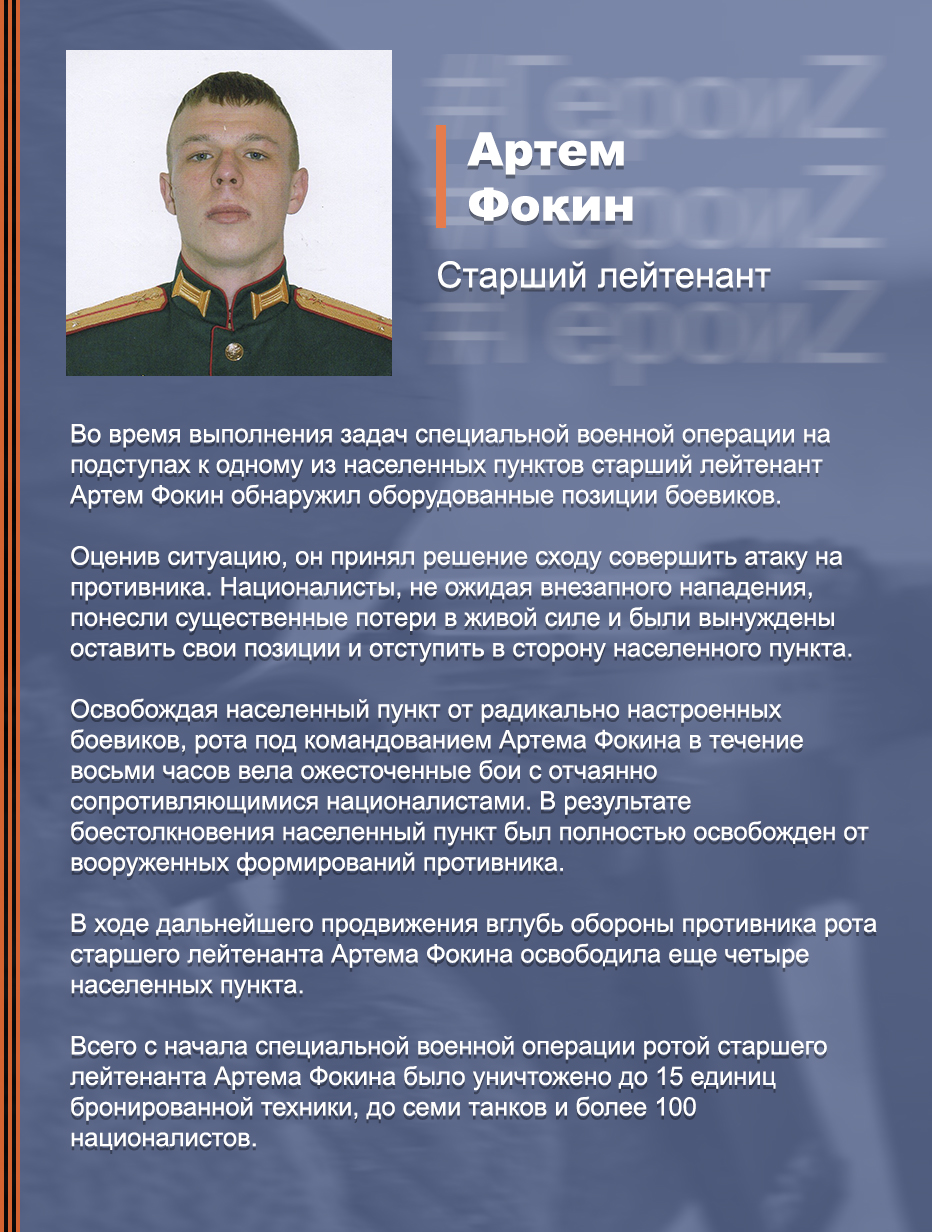 #ГероиZ
Артем
#ГероиZ
Фокин
Старший лейтенант
#ГероиZ
Во время выполнения задач специальной военной операции на
подступах к одному из населенных пунктов старший лейтенант
Артем Фокин обнаружил оборудованные позиции боевиков.
Оценив ситуацию, он принял решение сходу совершить атаку на
противника. Националисты, не ожидая внезапного нападения,
понесли существенные потери в живой силе и были вынуждены
оставить свои позиции и отступить в сторону населенного пункта.
Освобождая населенный пункт от радикально настроенных
боевиков, рота под командованием Артема Фокина в течение
восьми часов вела ожесточенные бои с отчаянно
сопротивляющимися националистами. В результате
боестолкновения населенный пункт был полностью освобожден от
вооруженных формирований противника.
В ходе дальнейшего продвижения вглубь обороны противника рота
старшего лейтенанта Артема Фокина освободила еще четыре
населенных пункта.
Всего с начала специальной военной операции ротой старшего
лейтенанта Артема Фокина было уничтожено до 15 единиц
бронированной техники, до семи танков и более 100
националистов.